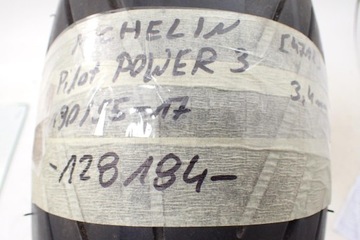 MICHELIN
Pilot POWER 3
190/55-17
-128184-
3,4